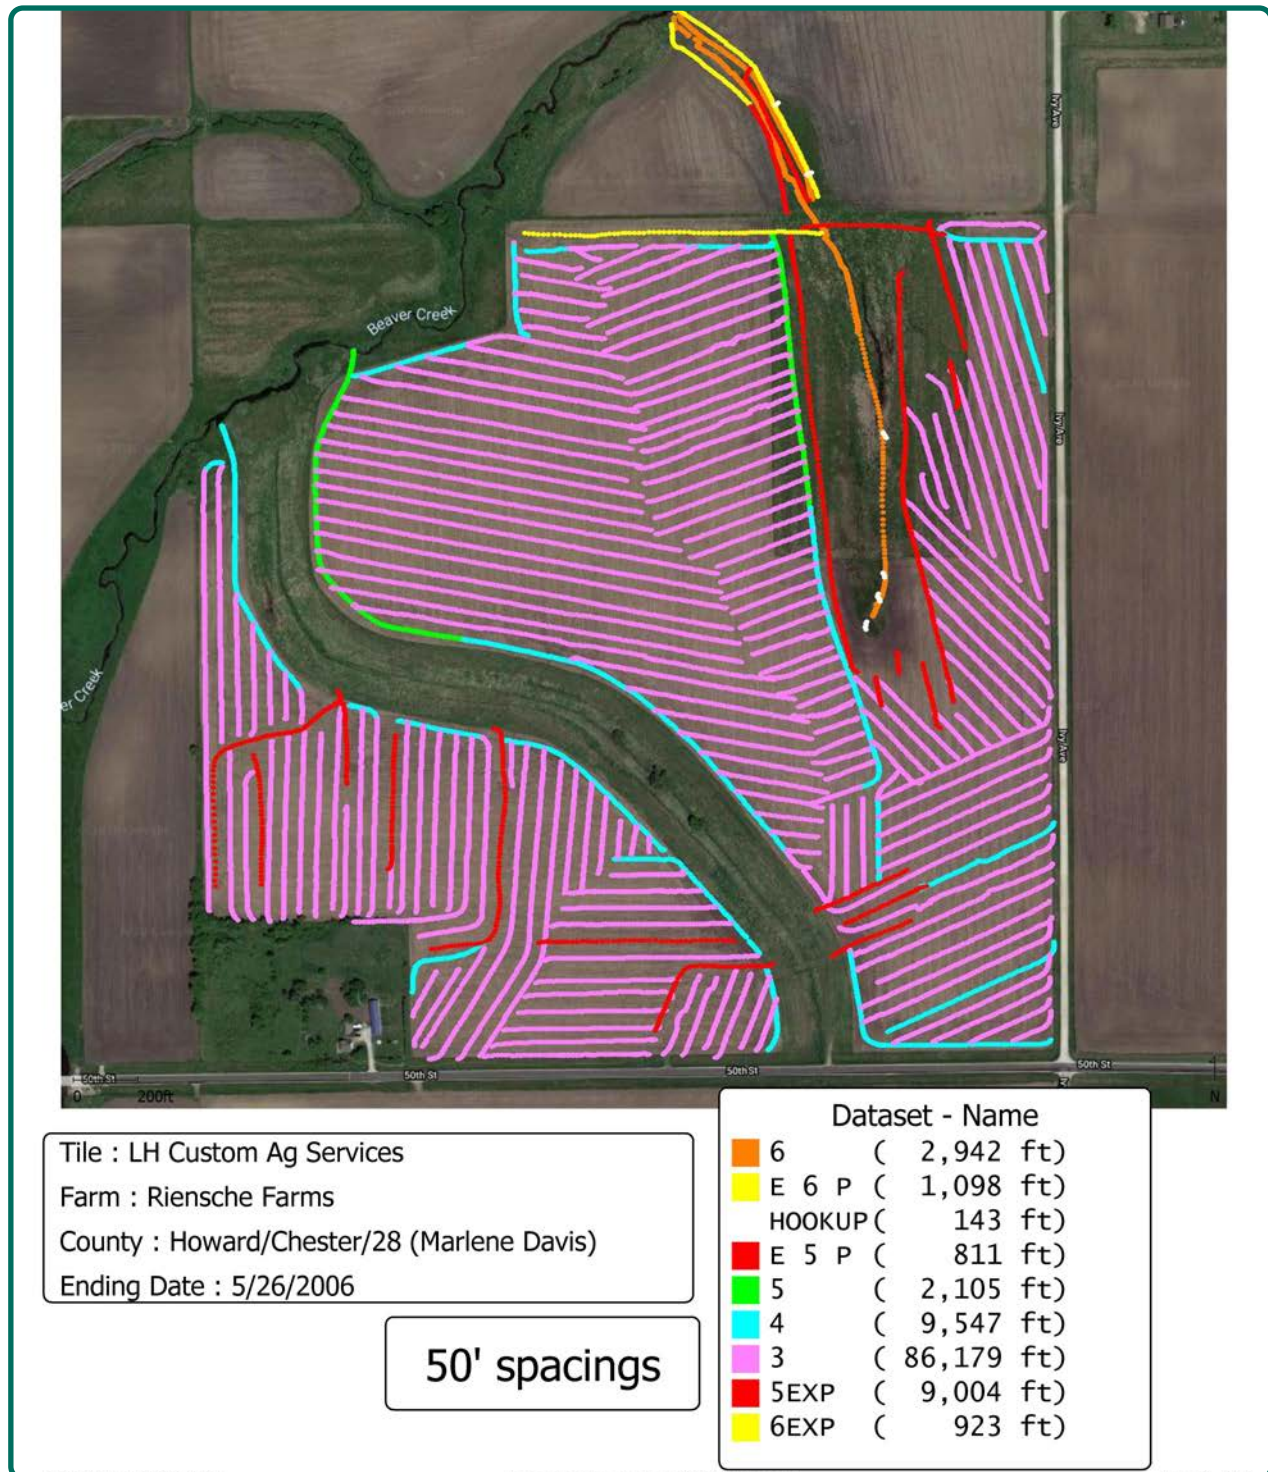 Ivy Ave
Beaver Creek
Ivy Ave
er Creek
Ivy Ave
50th St
50th St
50th St
50th St
0
200ft
N
Tile : LH Custom Ag Services
Farm : Riensche Farms
County : Howard/Chester/28 (Marlene Davis)
Ending Date : 5/26/2006
50' spacings
Dataset - Name
6 ( 2,942 ft)
E 6 P ( 1,098 ft)
HOOKUP( 143 ft)
E 5 P ( 811 ft)
5 ( 2,105 ft)
4 ( 9,547 ft)
3 ( 86,179 ft)
5EXP ( 9,004 ft)
6EXP ( 923 ft)